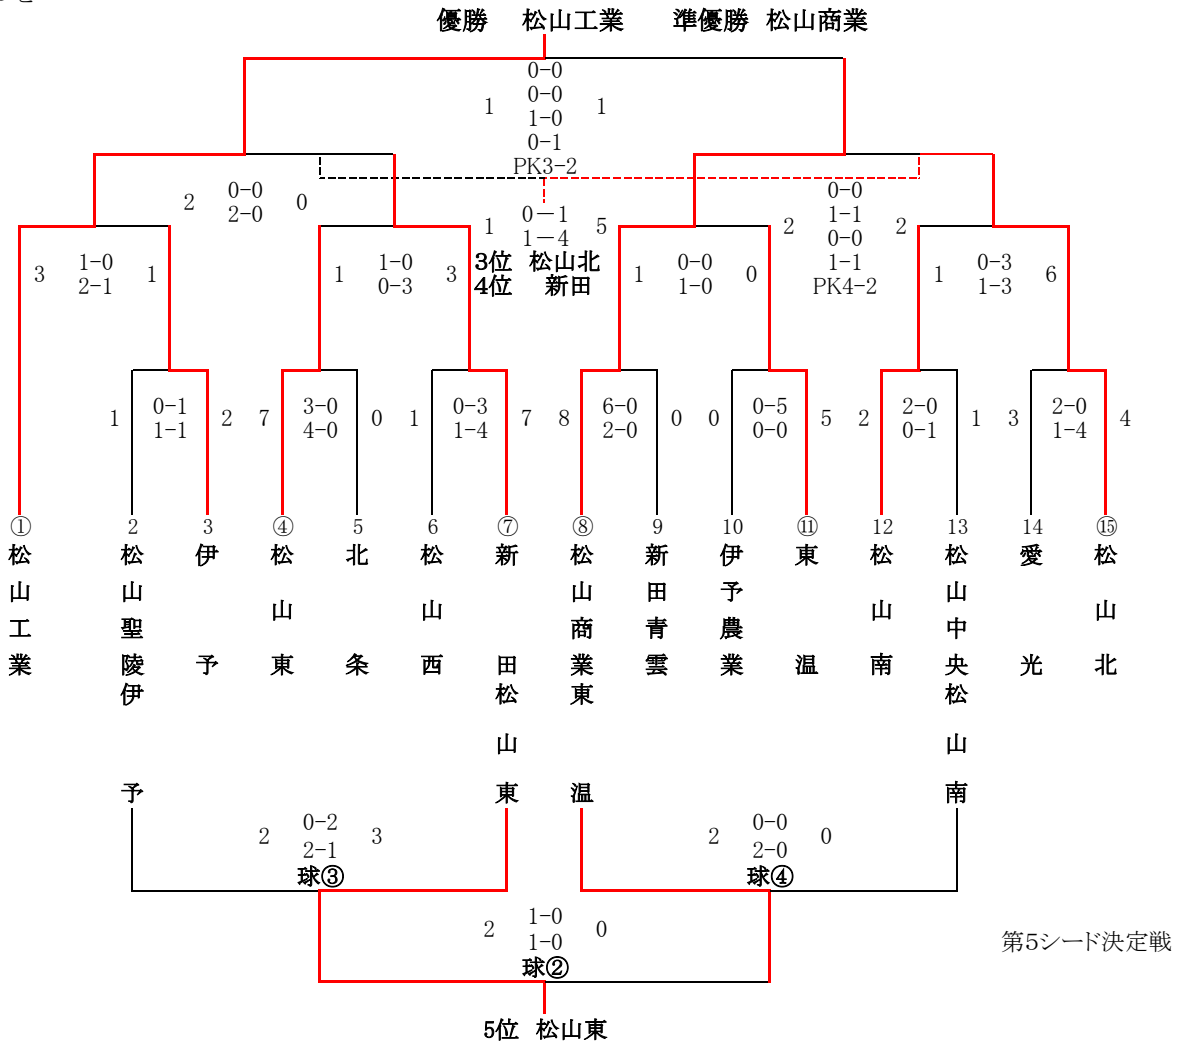 優勝 松山工業 準優勝 松山商業
0-0
1 0-0 1
1-0
0-1
PK3-2
2 0-0 0
2-0
1 0－1 5
1－4
3位 松山北
4位 新田
0-0
2 1-1 2
0-0
1-1
PK4-2
3 1-0 1
2-1
1 1-0 3
0-3
1 0-0 0
1-0
1 0-3 6
1-3
1 0-1 2
1-1
7 3-0 0
4-0
1 0-3 7
1-4
8 6-0 0
2-0
0 0-5 5
0-0
2 2-0 1
0-1
3 2-0 4
1-4
① 2 3 ④ 5 6 ⑦ ⑧ 9 10 ⑪ 12 13 14 ⑮
松山工業
松山聖陵
伊予
松山東
北条
松山西
新田
松山商業
新田青雲
伊予農業
東温
松山南
松山中央
愛光
松山北
伊予
松山東
東温
松山南
2 0-2 3
2-1
球③
2 0-0 0
2-0
球④
2 1-0 0
1-0
球②
第5シード決定戦
5位 松山東